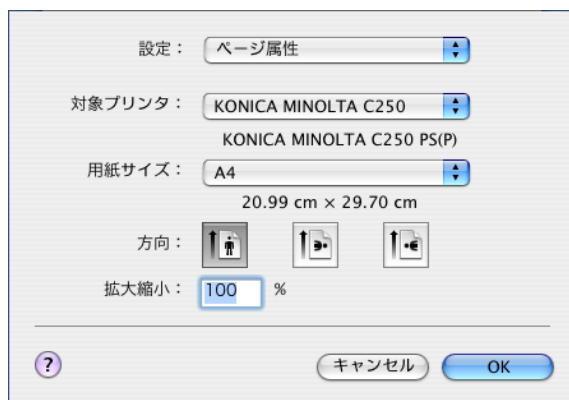 設定： ページ属性
対象プリンタ： KONICA MINOLTA C250
KONICA MINOLTA C250 PS(P)
用紙サイズ： A4
20.99 cm × 29.70 cm
方向：
拡大縮小： 100 %
? キャンセル OK